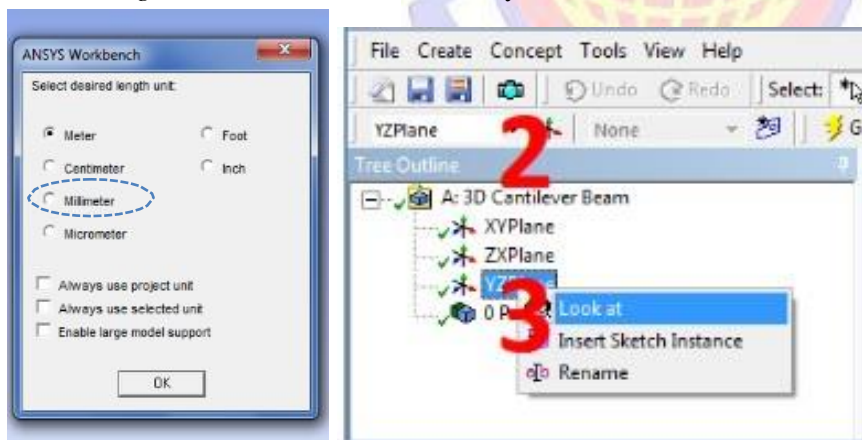 ANSYS Workbench
Select desired length unit:
Meter
Foot
Centimeter
Inch
Millimeter
Micrometer
Always use project unit
Always use selected unit
Enable large model support
OK
File Create Concept Tools View Help
Undo Redo Select:
YZPlane None G
2
Tree Outline
A: 3D Cantilever Beam
XYPlane
ZXPlane
3
Look at
Insert Sketch Instance
Rename